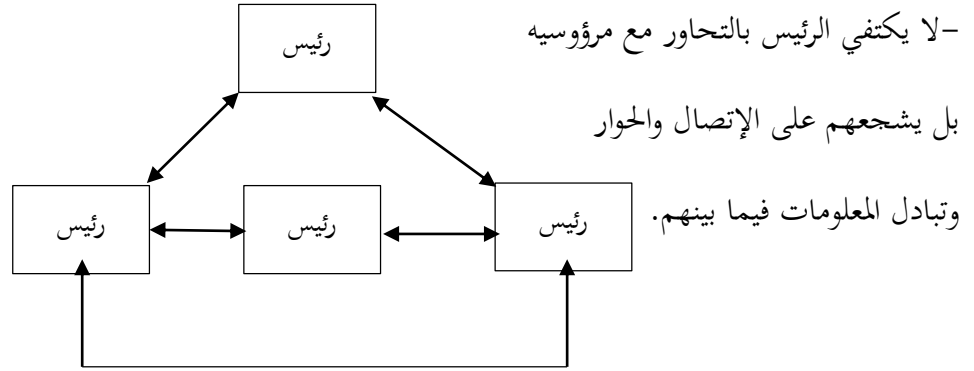 رئيس
-لا يكتفي الرئيس بالتحاور مع مرؤوسيه
بل يشجعهم على الإتصال والحوار
وتبادل المعلومات فيما بينهم.
رئيس
رئيس
رئيس